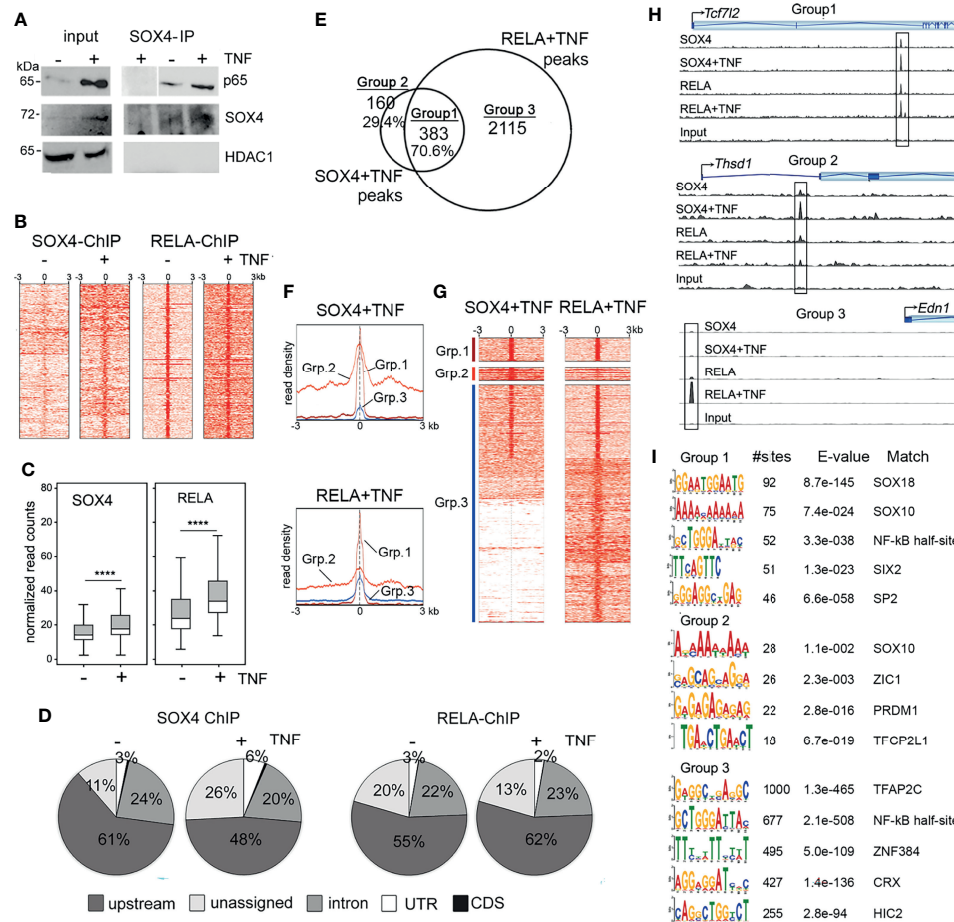 A
input SOX4-IP
- + + - + TNF
kDa
65- p65
72- SOX4
65- HDAC1
B
SOX4-ChIP RELA-ChIP
- + - + TNF
-3 0 3 -3 0 3 -3 0 3 -3 0 3 kb
C
normalized read counts
80
60
40
20
0
SOX4 RELA
**** ****
- + - + TNF
D
SOX4 ChIP RELA-ChIP
- + TNF - + TNF
3% 11% 24% 61%
6% 26% 20% 48%
3% 20% 22% 55%
2% 13% 23% 62%
upstream unassigned intron UTR CDS
E
RELA+TNF
peaks
Group 2
160
29.4%
Group1
383
70.6%
Group 3
2115
SOX4+TNF
peaks
F
SOX4+TNF
read density
Grp.2 Grp.1
Grp.3
-3 0 3 kb
RELA+TNF
read density
Grp.1
Grp.2
Grp.3
-3 0 3 kb
G
SOX4+TNF RELA+TNF
-3 0 3 -3 0 3kb
Grp.1
Grp.2
Grp.3
H
Tcf7l2 Group1
SOX4
SOX4+TNF
RELA
RELA+TNF
Input
Thsd1 Group 2
SOX4
SOX4+TNF
RELA
RELA+TNF
Input
Group 3 Edn1
SOX4
SOX4+TNF
RELA
RELA+TNF
Input
I
Group 1 #sites E-value Match
92 8.7e-145 SOX18
75 7.4e-024 SOX10
52 3.3e-038 NF-kB half-site
51 1.3e-023 SIX2
46 6.6e-058 SP2
Group 2
28 1.1e-002 SOX10
26 2.3e-003 ZIC1
22 2.8e-016 PRDM1
10 6.7e-019 TFCP2L1
Group 3
1000 1.3e-465 TFAP2C
677 2.1e-508 NF-kB half-site
495 5.0e-109 ZNF384
427 1.4e-136 CRX
255 2.8e-94 HIC2